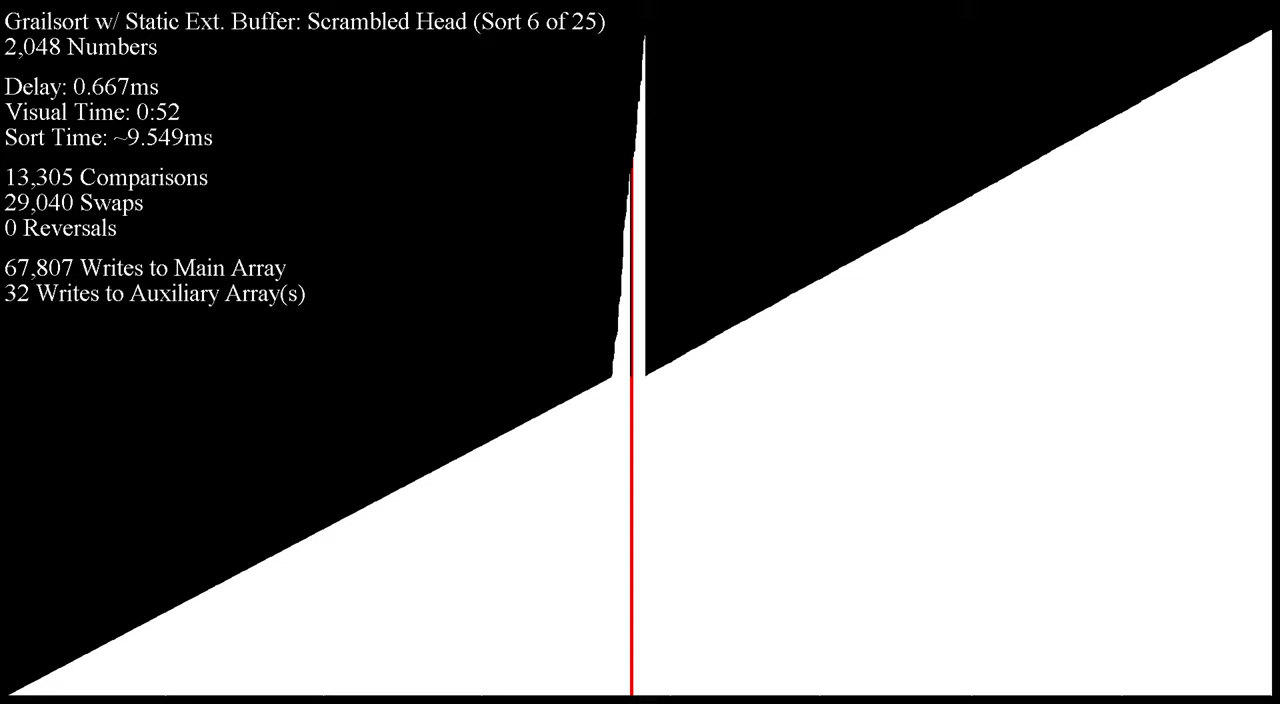 Grailsort w/ Static Ext. Buffer: Scrambled Head (Sort 6 of 25)
2,048 Numbers
Delay: 0.667ms
Visual Time: 0:52
Sort Time: ~9.549ms
13,305 Comparisons
29,040 Swaps
0 Reversals
67,807 Writes to Main Array
32 Writes to Auxiliary Array(s)